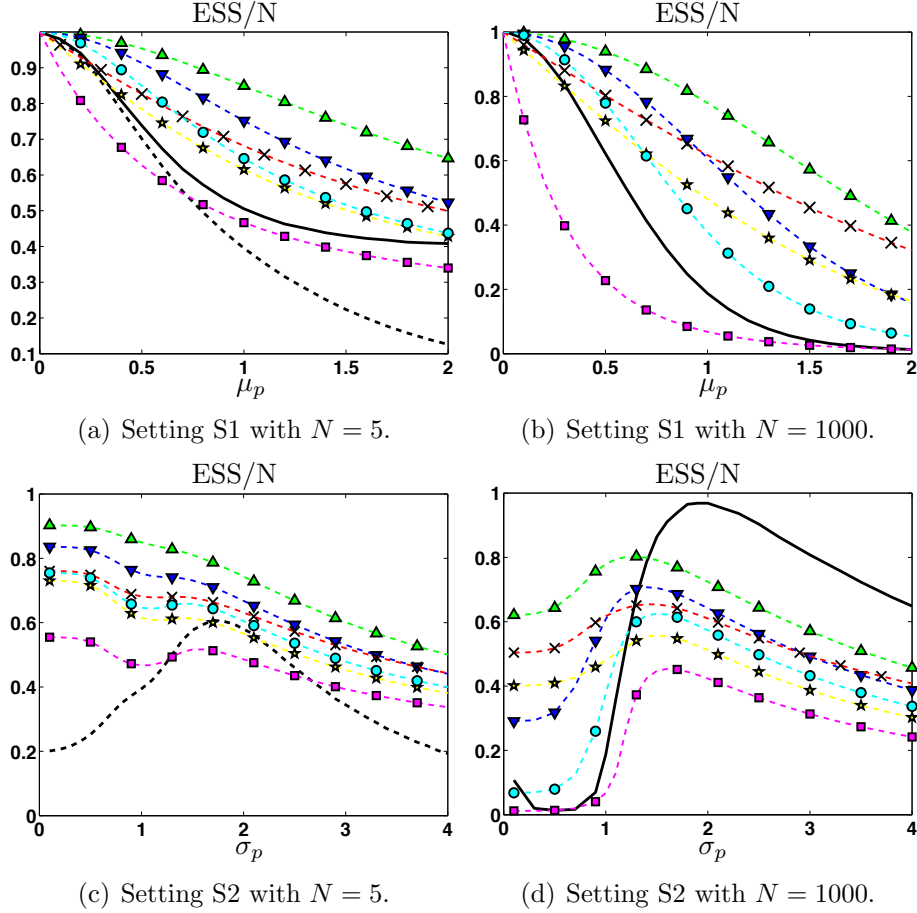 ESS/N
0.9
0.8
0.7
0.6
0.5
0.4
0.3
0.2
0.1
0 0.5 1 1.5 2
μp
(a) Setting S1 with N = 5.
ESS/N
1
0.8
0.6
0.4
0.2
0
0 0.5 1 1.5 2
μp
(b) Setting S1 with N = 1000.
ESS/N
1
0.8
0.6
0.4
0.2
0
0 1 2 3 4
σp
(c) Setting S2 with N = 5.
ESS/N
1
0.8
0.6
0.4
0.2
0
0 1 2 3 4
σp
(d) Setting S2 with N = 1000.